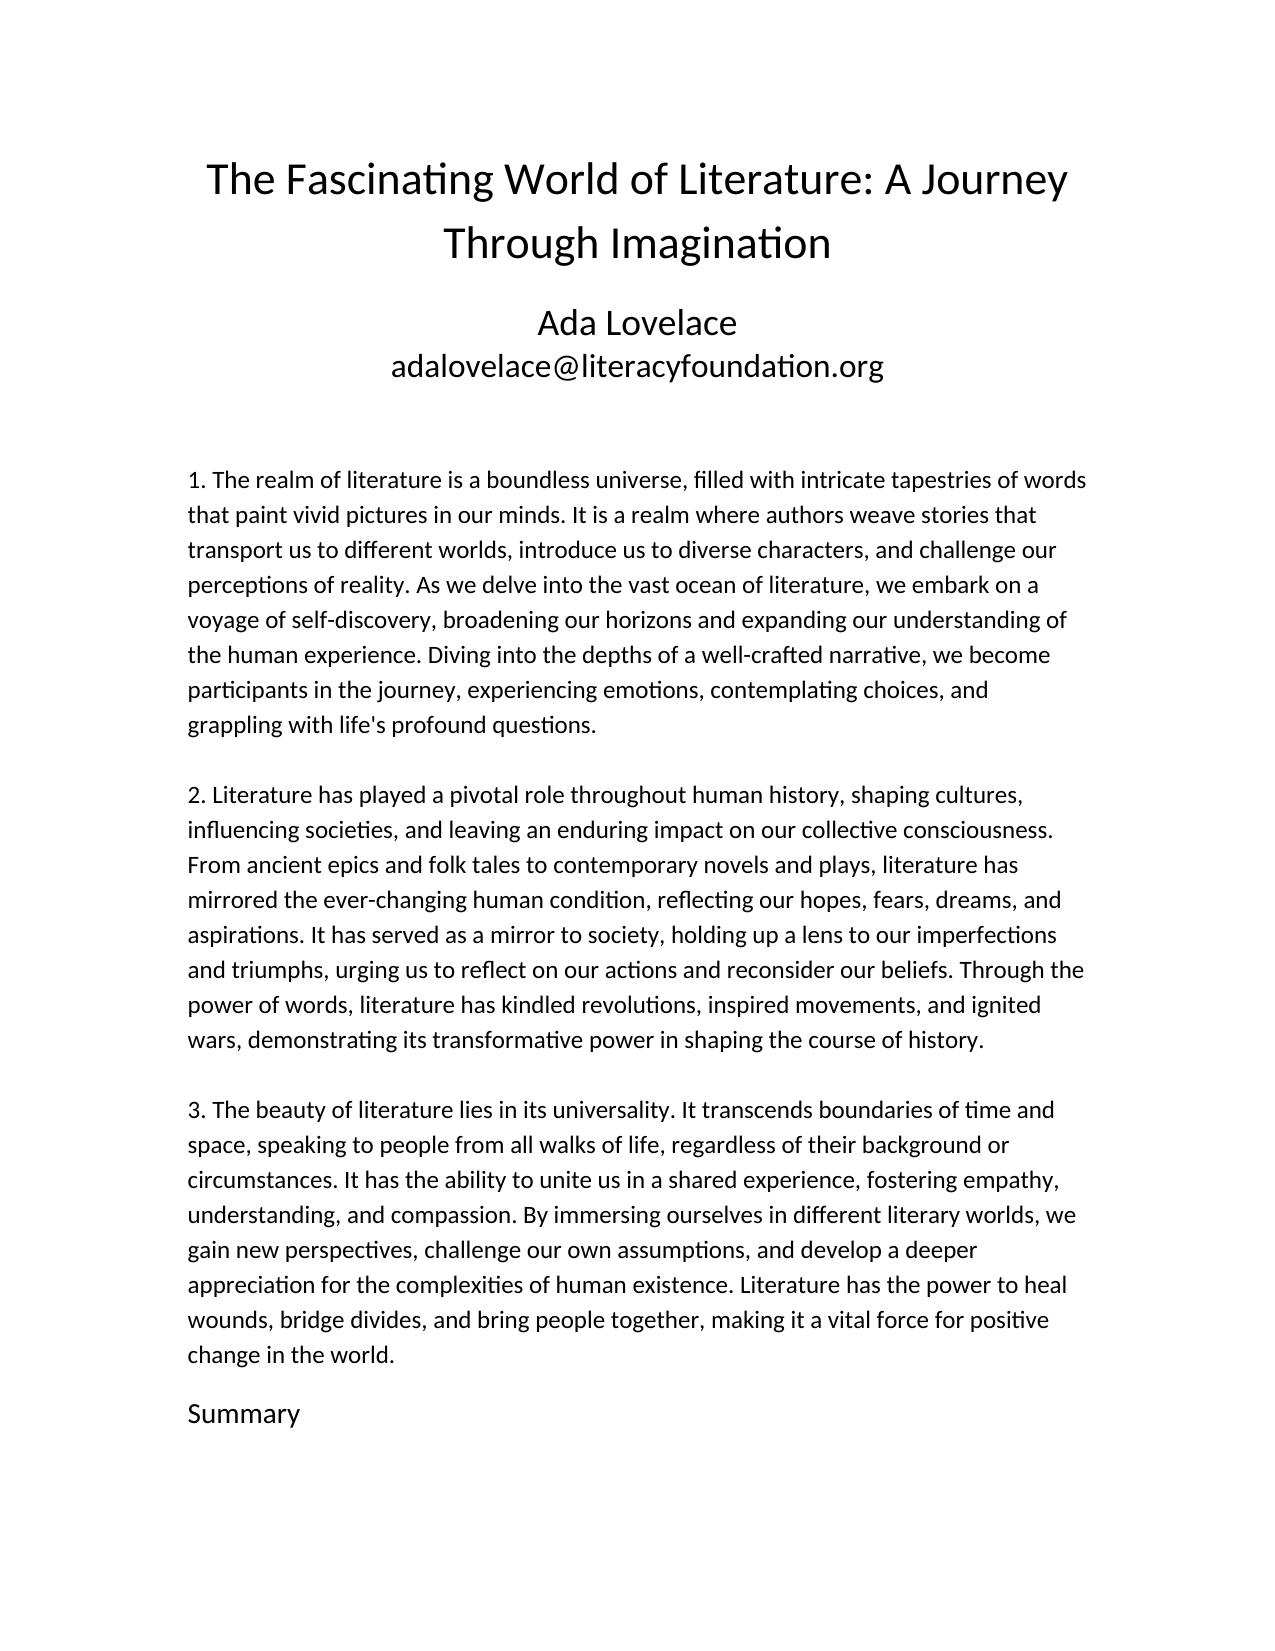 The Fascinating World of Literature: A Journey
Through Imagination
Ada Lovelace
adalovelace@literacyfoundation.org
1. The realm of literature is a boundless universe, filled with intricate tapestries of words
that paint vivid pictures in our minds. It is a realm where authors weave stories that
transport us to different worlds, introduce us to diverse characters, and challenge our
perceptions of reality. As we delve into the vast ocean of literature, we embark on a
voyage of self-discovery, broadening our horizons and expanding our understanding of
the human experience. Diving into the depths of a well-crafted narrative, we become
participants in the journey, experiencing emotions, contemplating choices, and
grappling with life's profound questions.
2. Literature has played a pivotal role throughout human history, shaping cultures,
influencing societies, and leaving an enduring impact on our collective consciousness.
From ancient epics and folk tales to contemporary novels and plays, literature has
mirrored the ever-changing human condition, reflecting our hopes, fears, dreams, and
aspirations. It has served as a mirror to society, holding up a lens to our imperfections
and triumphs, urging us to reflect on our actions and reconsider our beliefs. Through the
power of words, literature has kindled revolutions, inspired movements, and ignited
wars, demonstrating its transformative power in shaping the course of history.
3. The beauty of literature lies in its universality. It transcends boundaries of time and
space, speaking to people from all walks of life, regardless of their background or
circumstances. It has the ability to unite us in a shared experience, fostering empathy,
understanding, and compassion. By immersing ourselves in different literary worlds, we
gain new perspectives, challenge our own assumptions, and develop a deeper
appreciation for the complexities of human existence. Literature has the power to heal
wounds, bridge divides, and bring people together, making it a vital force for positive
change in the world.
Summary